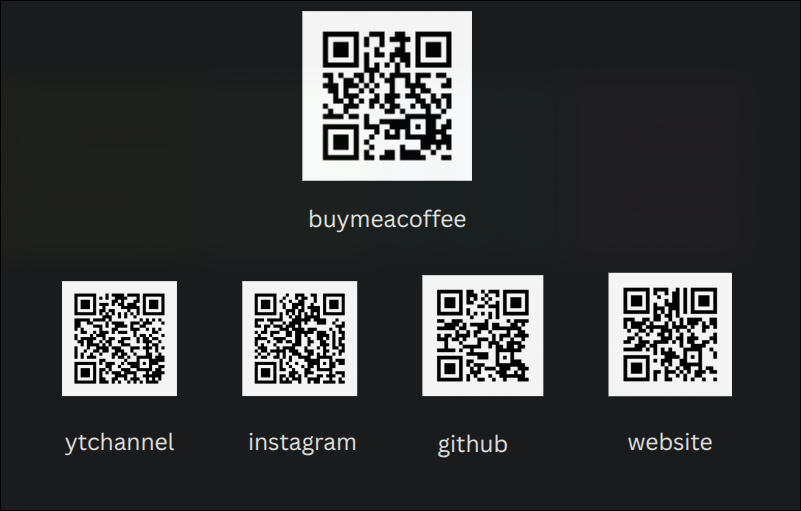 buymeacoffee
ytchannel
instagram
github
website